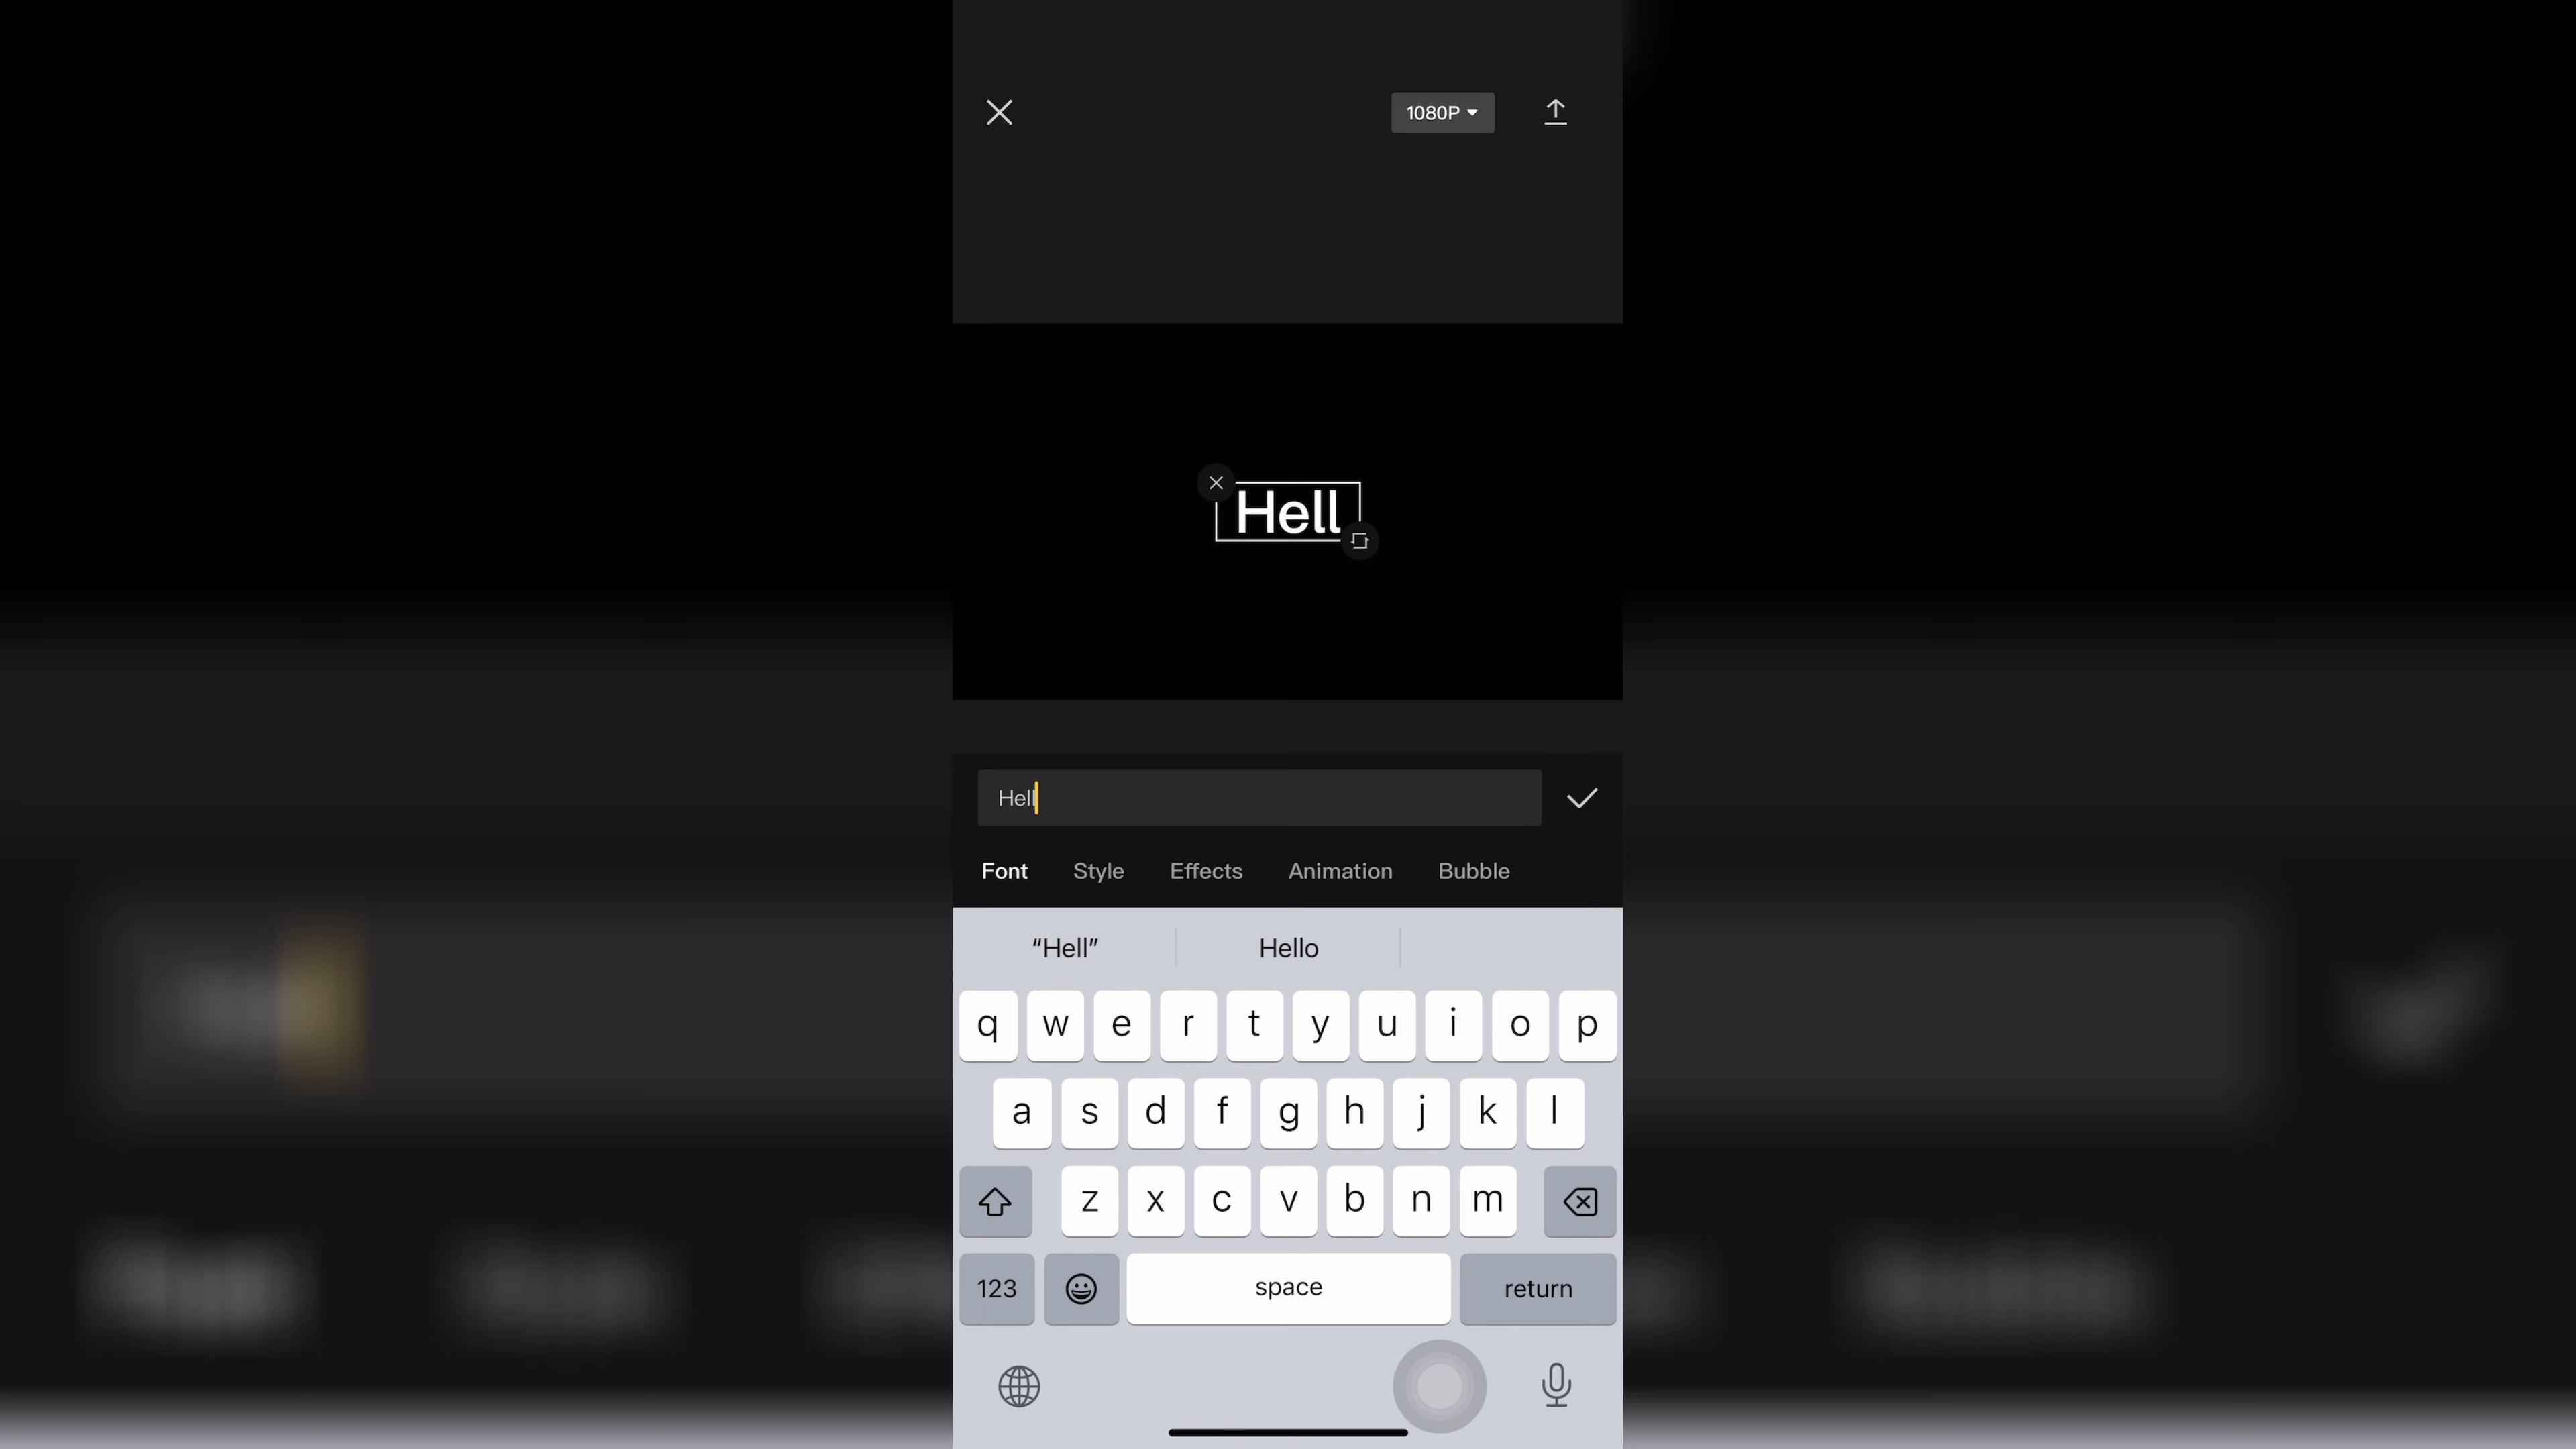 1080P
Hell
Hell
Font Style Effects Animation Bubble
“Hell” Hello
q w e r t y u i o p
a s d f g h j k l
z x c v b n m
123 space return